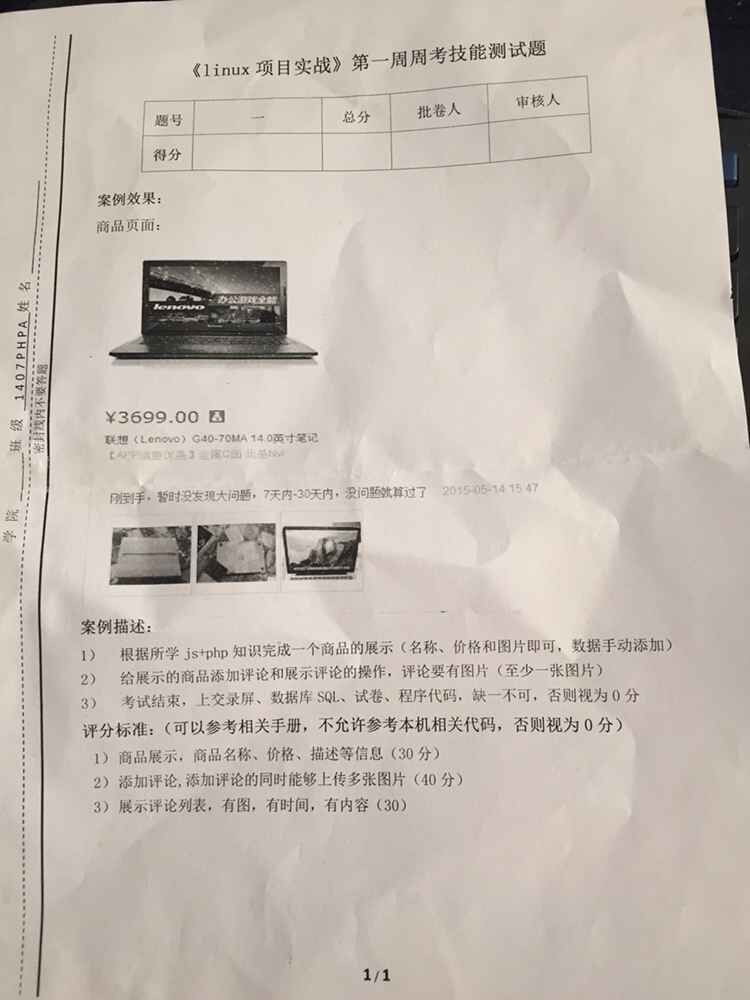 《linux 项目实战》第一周周考技能测试题
题号 一 总分 批卷人 审核人
得分
案例效果：
商品页面：
lenovo 办公游戏全能
¥3699.00
联想（Lenovo）G40-70MA 14.0英寸笔记
刚到手，暂时没发现大问题，7天内-30天内，没问题就算过了 2015-05-14 15:47
案例描述：
1） 根据所学 js+php 知识完成一个商品的展示（名称、价格和图片即可，数据手动添加）
2） 给展示的商品添加评论和展示评论的操作，评论要有图片（至少一张图片）
3） 考试结束，上交录屏、数据库 SQL、试卷、程序代码，缺一不可，否则视为 0 分
评分标准：（可以参考相关手册，不允许参考本机相关代码，否则视为 0 分）
1）商品展示，商品名称、价格、描述等信息（30 分）
2）添加评论,添加评论的同时能够上传多张图片（40 分）
3）展示评论列表，有图，有时间，有内容（30）
1 / 1
学院 班级 1407PHPA 姓名
密封线内不要答题